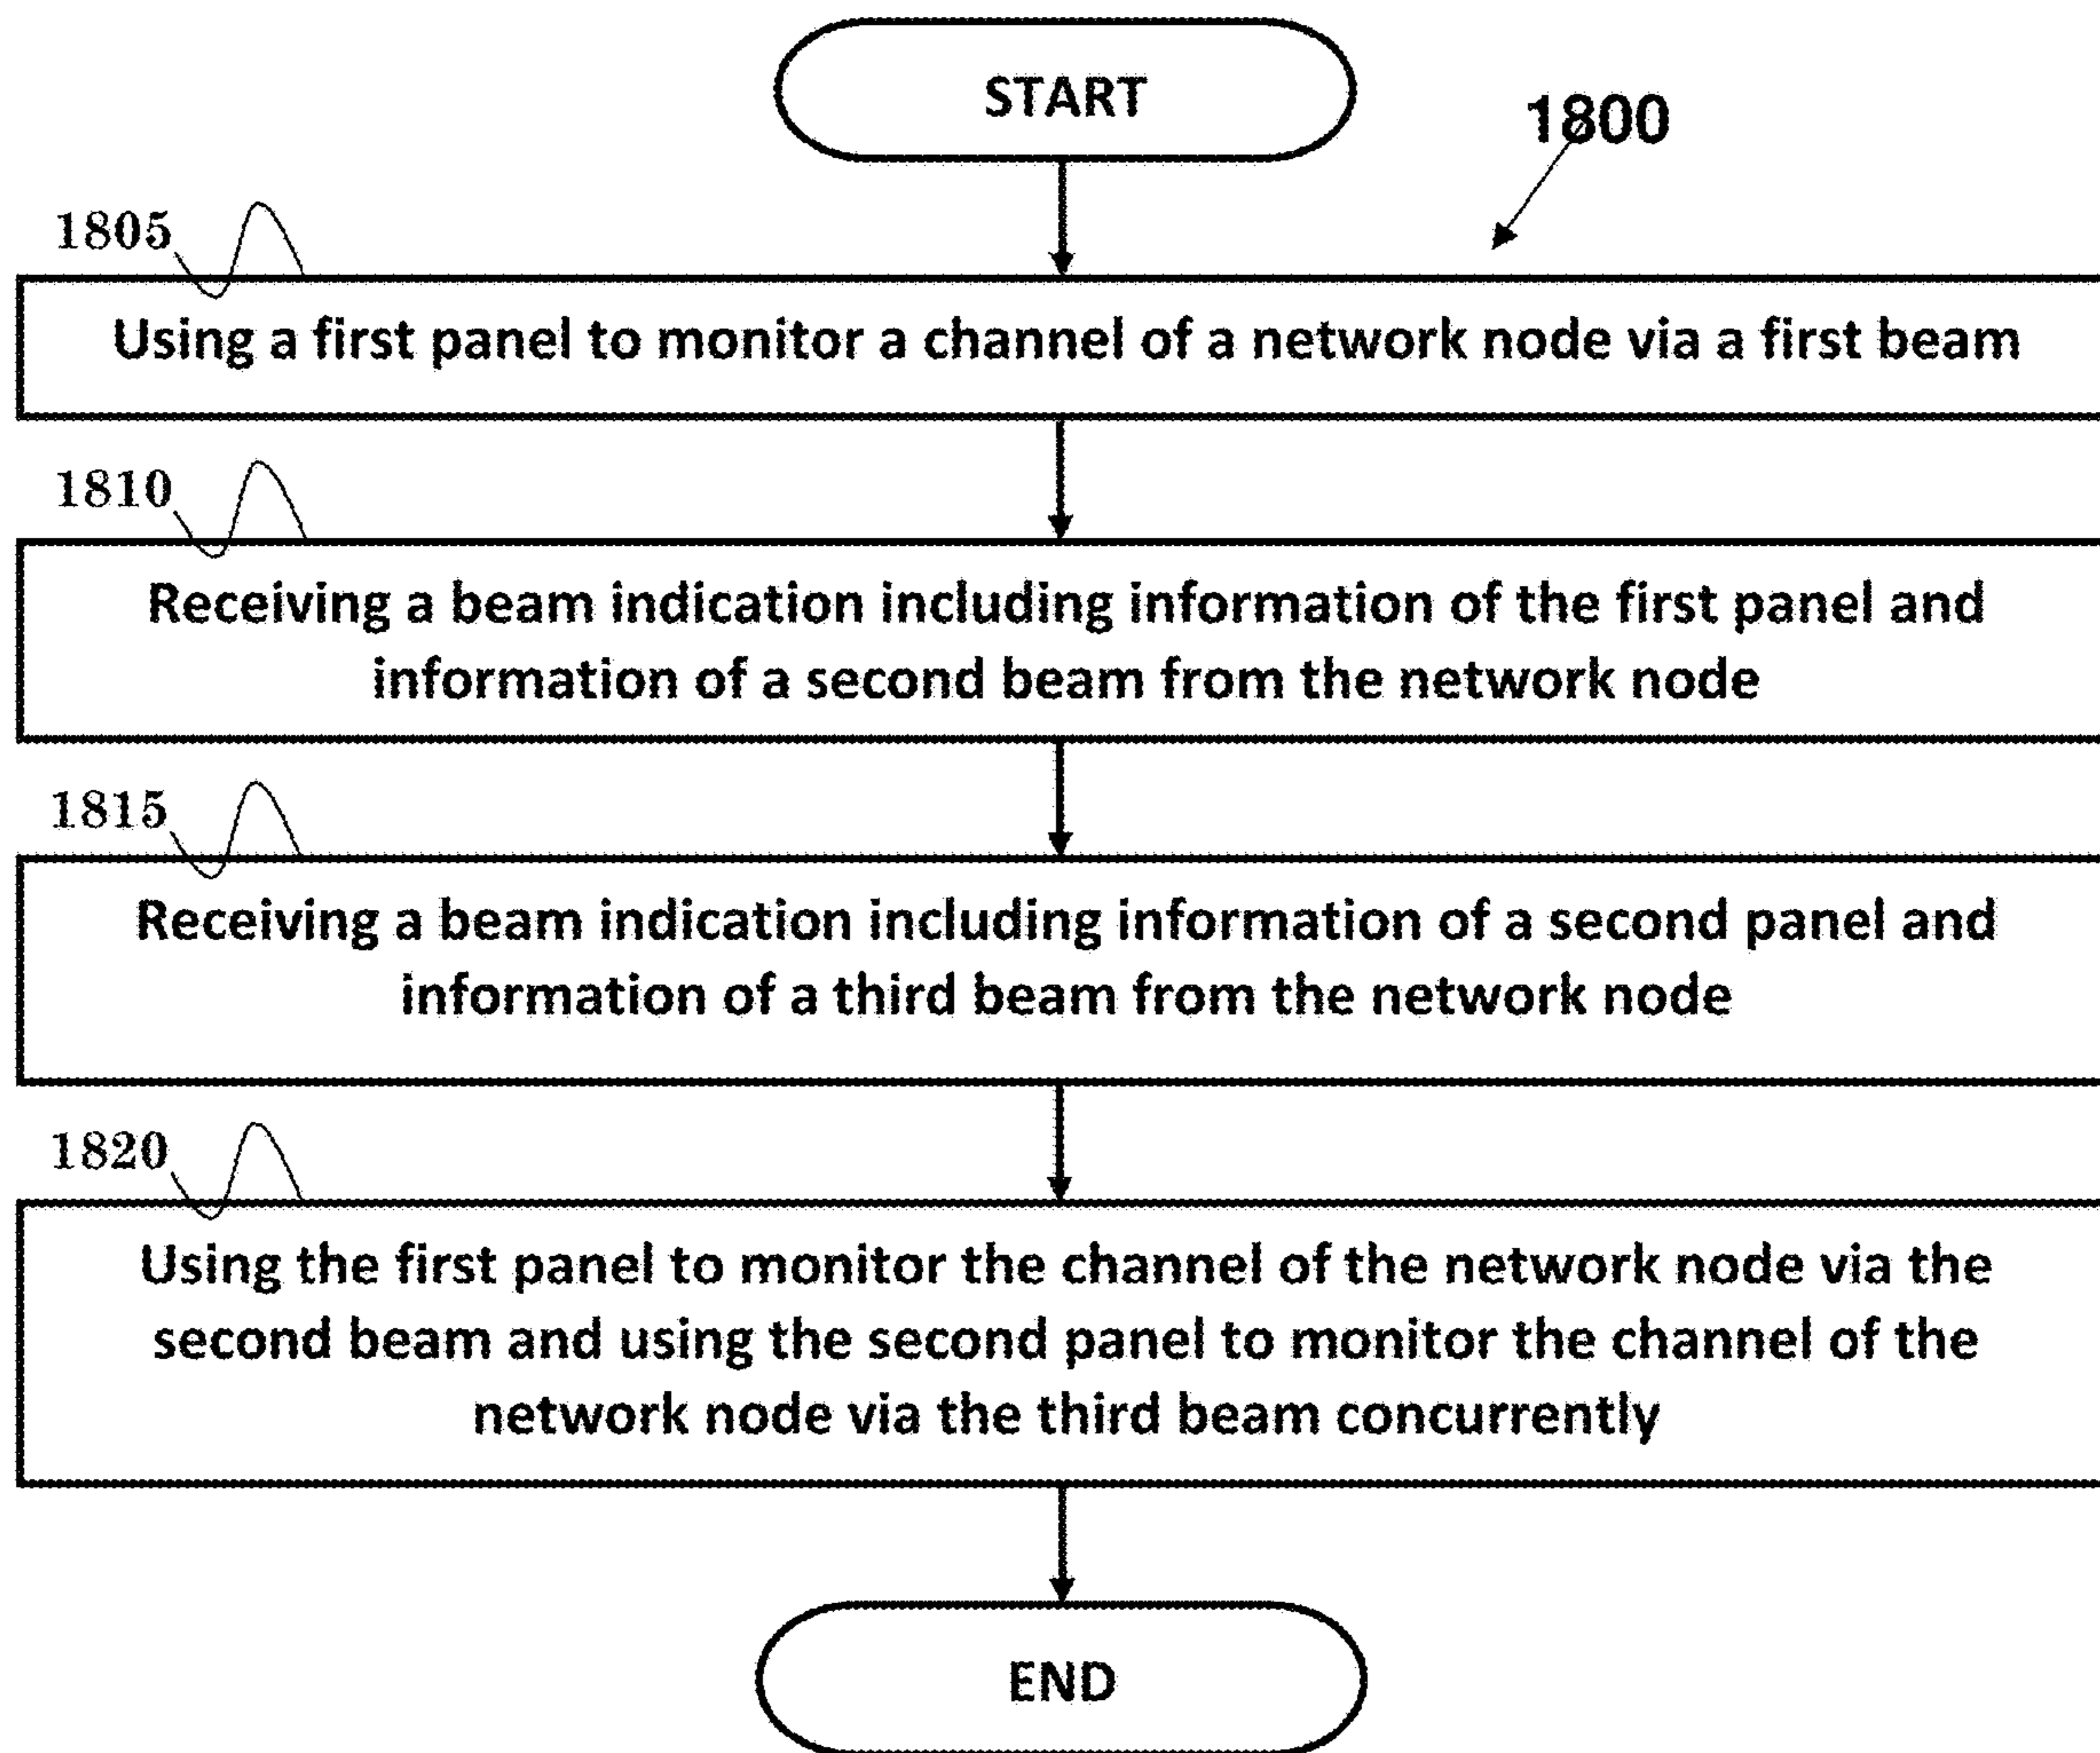 START
1800
1805
Using a first panel to monitor a channel of a network node via a first beam
1810
Receiving a beam indication including information of the first panel and
information of a second beam from the network node
1815
Receiving a beam indication including information of a second panel and
information of a third beam from the network node
1820
Using the first panel to monitor the channel of the network node via the
second beam and using the second panel to monitor the channel of the
network node via the third beam concurrently
END